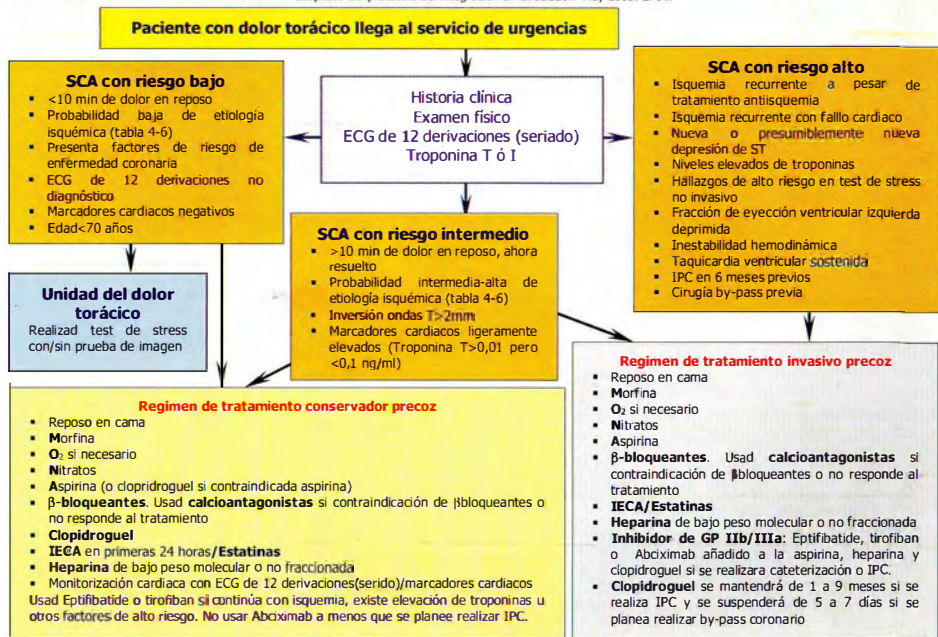 Paciente con dolor torácico llega al servicio de urgencias
SCA con riesgo bajo
▪ <10 min de dolor en reposo
▪ Probabilidad baja de etiología
isquémica (tabla 4-6)
▪ Presenta factores de riesgo de
enfermedad coronaria
▪ ECG de 12 derivaciones no
diagnóstico
▪ Marcadores cardiacos negativos
▪ Edad<70 años
Historia clínica
Examen físico
ECG de 12 derivaciones (seriado)
Troponina T ó I
SCA con riesgo alto
▪ Isquemia recurrente a pesar de
tratamiento antiisquemia
▪ Isquemia recurrente con falllo cardiaco
▪ Nueva o presumiblemente nueva
depresión de ST
▪ Niveles elevados de troponinas
▪ Hallazgos de alto riesgo en test de stress
no invasivo
▪ Fracción de eyección ventricular izquierda
deprimida
▪ Inestabilidad hemodinámica
▪ Taquicardia ventricular sostenida
▪ IPC en 6 meses previos
▪ Cirugía by-pass previa
SCA con riesgo intermedio
▪ >10 min de dolor en reposo, ahora
resuelto
▪ Probabilidad intermedia-alta de
etiología isquémica (tabla 4-6)
▪ Inversión ondas T>2mm
▪ Marcadores cardiacos ligeramente
elevados (Troponina T>0,01 pero
<0,1 ng/ml)
Unidad del dolor
torácico
Realizad test de stress
con/sin prueba de imagen
Regimen de tratamiento conservador precoz
▪ Reposo en cama
▪ Morfina
▪ O₂ si necesario
▪ Nitratos
▪ Aspirina (o clopridroguel si contraindicada aspirina)
▪ β-bloqueantes. Usad calcioantagonistas si contraindicación de βbloqueantes o
no responde al tratamiento
▪ Clopidroguel
▪ IECA en primeras 24 horas/Estatinas
▪ Heparina de bajo peso molecular o no fraccionada
▪ Monitorización cardiaca con ECG de 12 derivaciones(serido)/marcadores cardiacos
Usad Eptifibatide o tirofiban si continúa con isquemia, existe elevación de troponinas u
otros factores de alto riesgo. No usar Abciximab a menos que se planee realizar IPC.
Regimen de tratamiento invasivo precoz
▪ Reposo en cama
▪ Morfina
▪ O₂ si necesario
▪ Nitratos
▪ Aspirina
▪ β-bloqueantes. Usad calcioantagonistas si
contraindicación de βbloqueantes o no responde al
tratamiento
▪ IECA/Estatinas
▪ Heparina de bajo peso molecular o no fraccionada
▪ Inhibidor de GP IIb/IIIa: Eptifibatide, tirofiban
o Abciximab añadido a la aspirina, heparina y
clopidroguel si se realizara cateterización o IPC.
▪ Clopidroguel se mantendrá de 1 a 9 meses si se
realiza IPC y se suspenderá de 5 a 7 días si se
planea realizar by-pass coronario